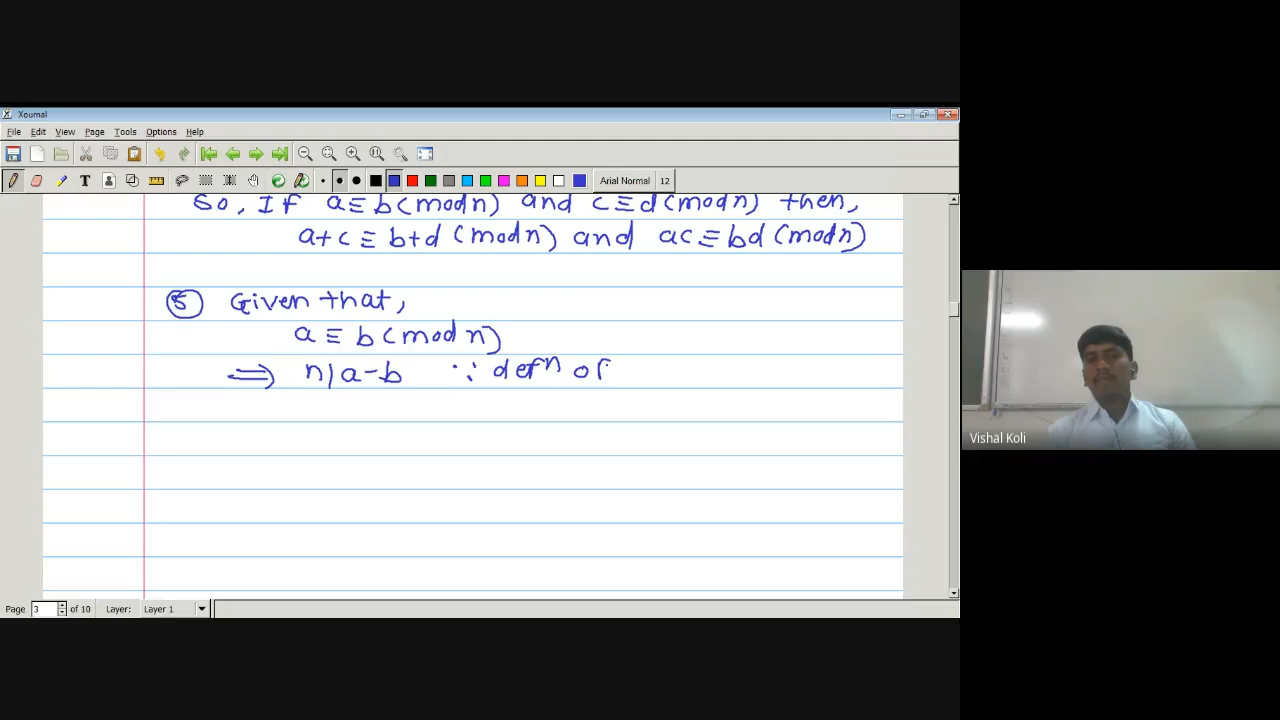 Xournal
File Edit View Page Tools Options Help
Arial Normal 12
So, If a ≡ b (mod n) and c ≡ d (mod n) then,
a+c ≡ b+d (mod n) and ac ≡ bd (mod n)
⑤ Given that,
a ≡ b (mod n)
⟹ n | a-b ∵ defⁿ of
Vishal Koli
Page 3 of 10 Layer: Layer 1